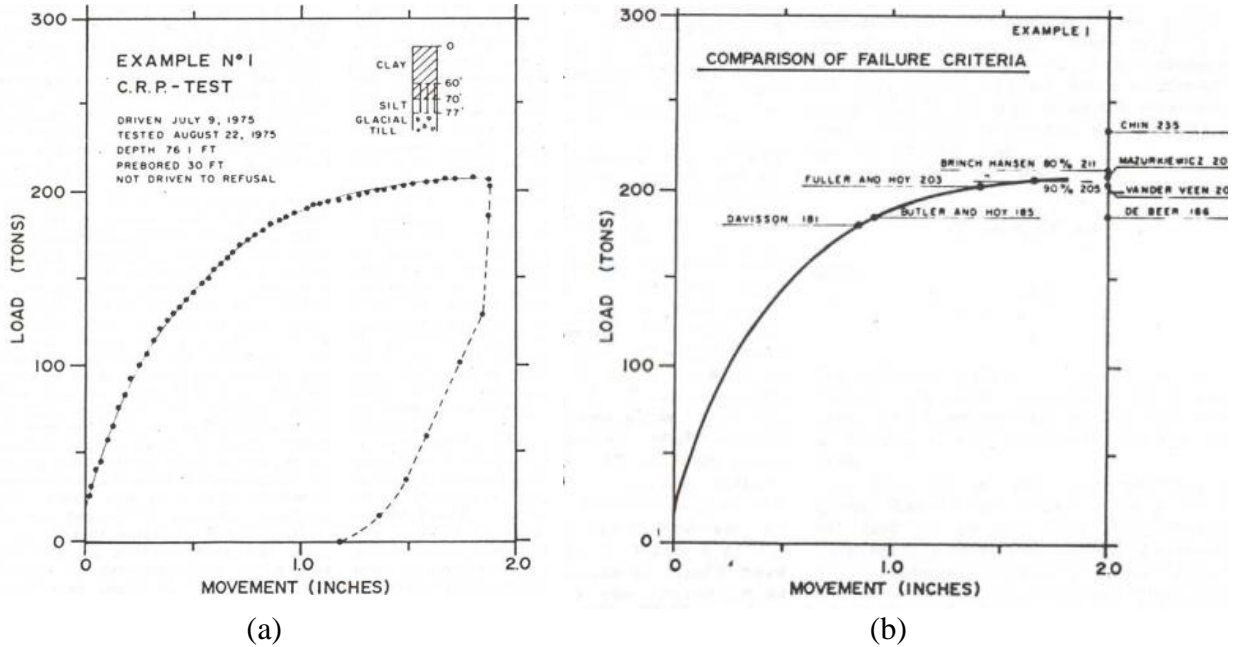 300
EXAMPLE Nº 1
C.R.P. - TEST
DRIVEN JULY 9, 1975
TESTED AUGUST 22, 1975
DEPTH 76.1 FT
PREBORED 30 FT
NOT DRIVEN TO REFUSAL
CLAY
SILT
GLACIAL
TILL
0
60'
70'
77'
200
100
0
LOAD (TONS)
0
1.0
2.0
MOVEMENT (INCHES)
(a)
300
EXAMPLE 1
COMPARISON OF FAILURE CRITERIA
CHIN 235
BRINCH HANSEN 80% 211
MAZURKIEWICZ 20
FULLER AND HOY 203
90% 205
VANDER VEEN 20
DAVISSON 181
BUTLER AND HOY 185
DE BEER 186
200
100
0
LOAD (TONS)
0
1.0
2.0
MOVEMENT (INCHES)
(b)